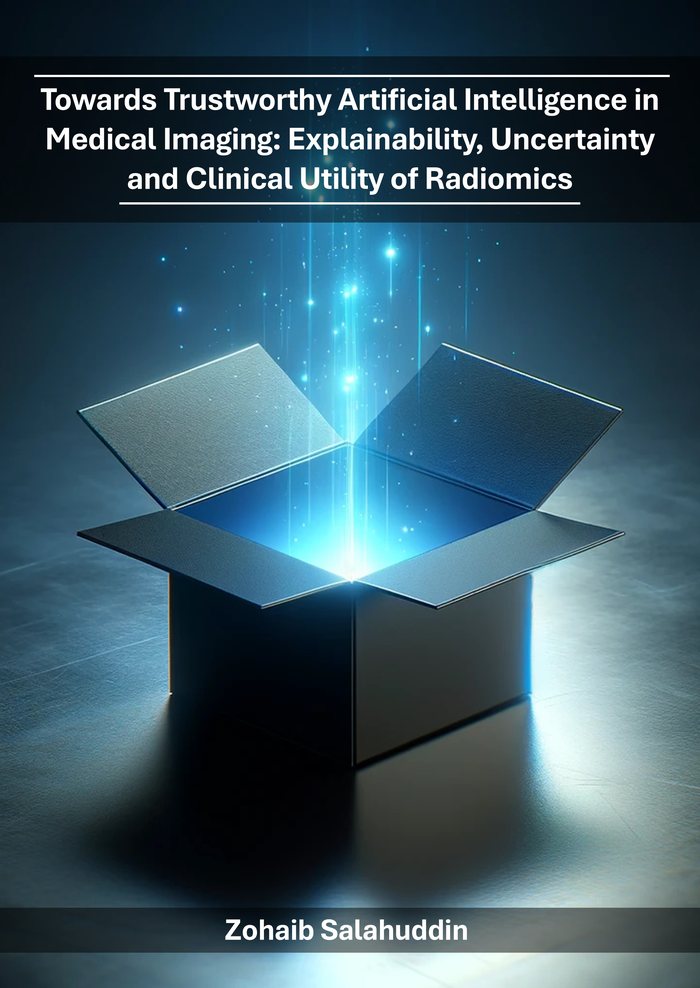 Towards Trustworthy Artificial Intelligence in
Medical Imaging: Explainability, Uncertainty
and Clinical Utility of Radiomics
Zohaib Salahuddin